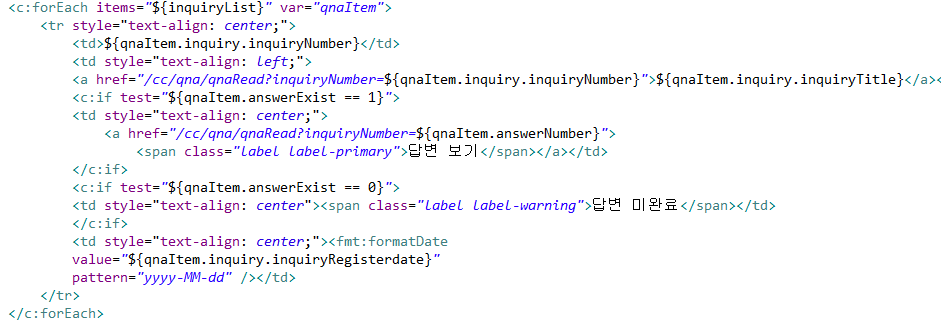 <c:forEach items="${inquiryList}" var="qnaItem">
<tr style="text-align: center;">
<td>${qnaItem.inquiry.inquiryNumber}</td>
<td style="text-align: left;">
<a href="/cc/qna/qnaRead?inquiryNumber=${qnaItem.inquiry.inquiryNumber}">${qnaItem.inquiry.inquiryTitle}</a><
<c:if test="${qnaItem.answerExist == 1}">
<td style="text-align: center;">
<a href="/cc/qna/qnaRead?inquiryNumber=${qnaItem.answerNumber}">
<span class="label label-primary">답변 보기</span></a></td>
</c:if>
<c:if test="${qnaItem.answerExist == 0}">
<td style="text-align: center"><span class="label label-warning">답변 미완료</span></td>
</c:if>
<td style="text-align: center;"><fmt:formatDate
value="${qnaItem.inquiry.inquiryRegisterdate}"
pattern="yyyy-MM-dd" /></td>
</tr>
</c:forEach>